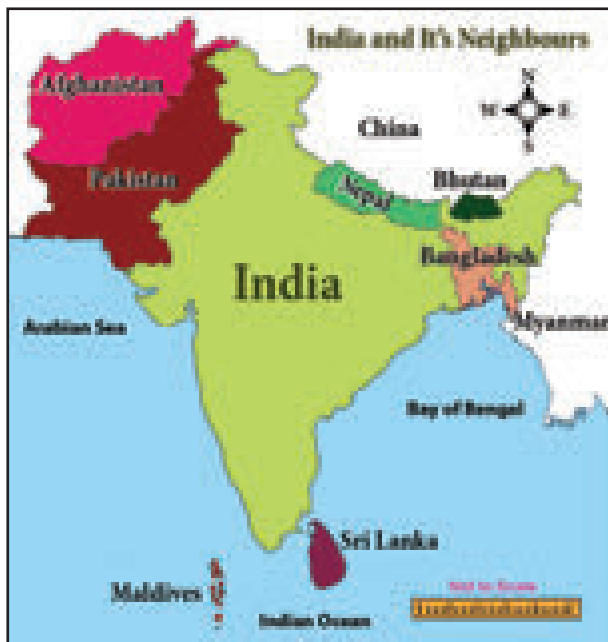 India and It's Neighbours
Afghanistan
N
W E
S
China
Pakistan
Nepal
Bhutan
India
Bangladesh
Arabian Sea
Myanmar
Bay of Bengal
Sri Lanka
Maldives
Not to Scale
Indian Ocean